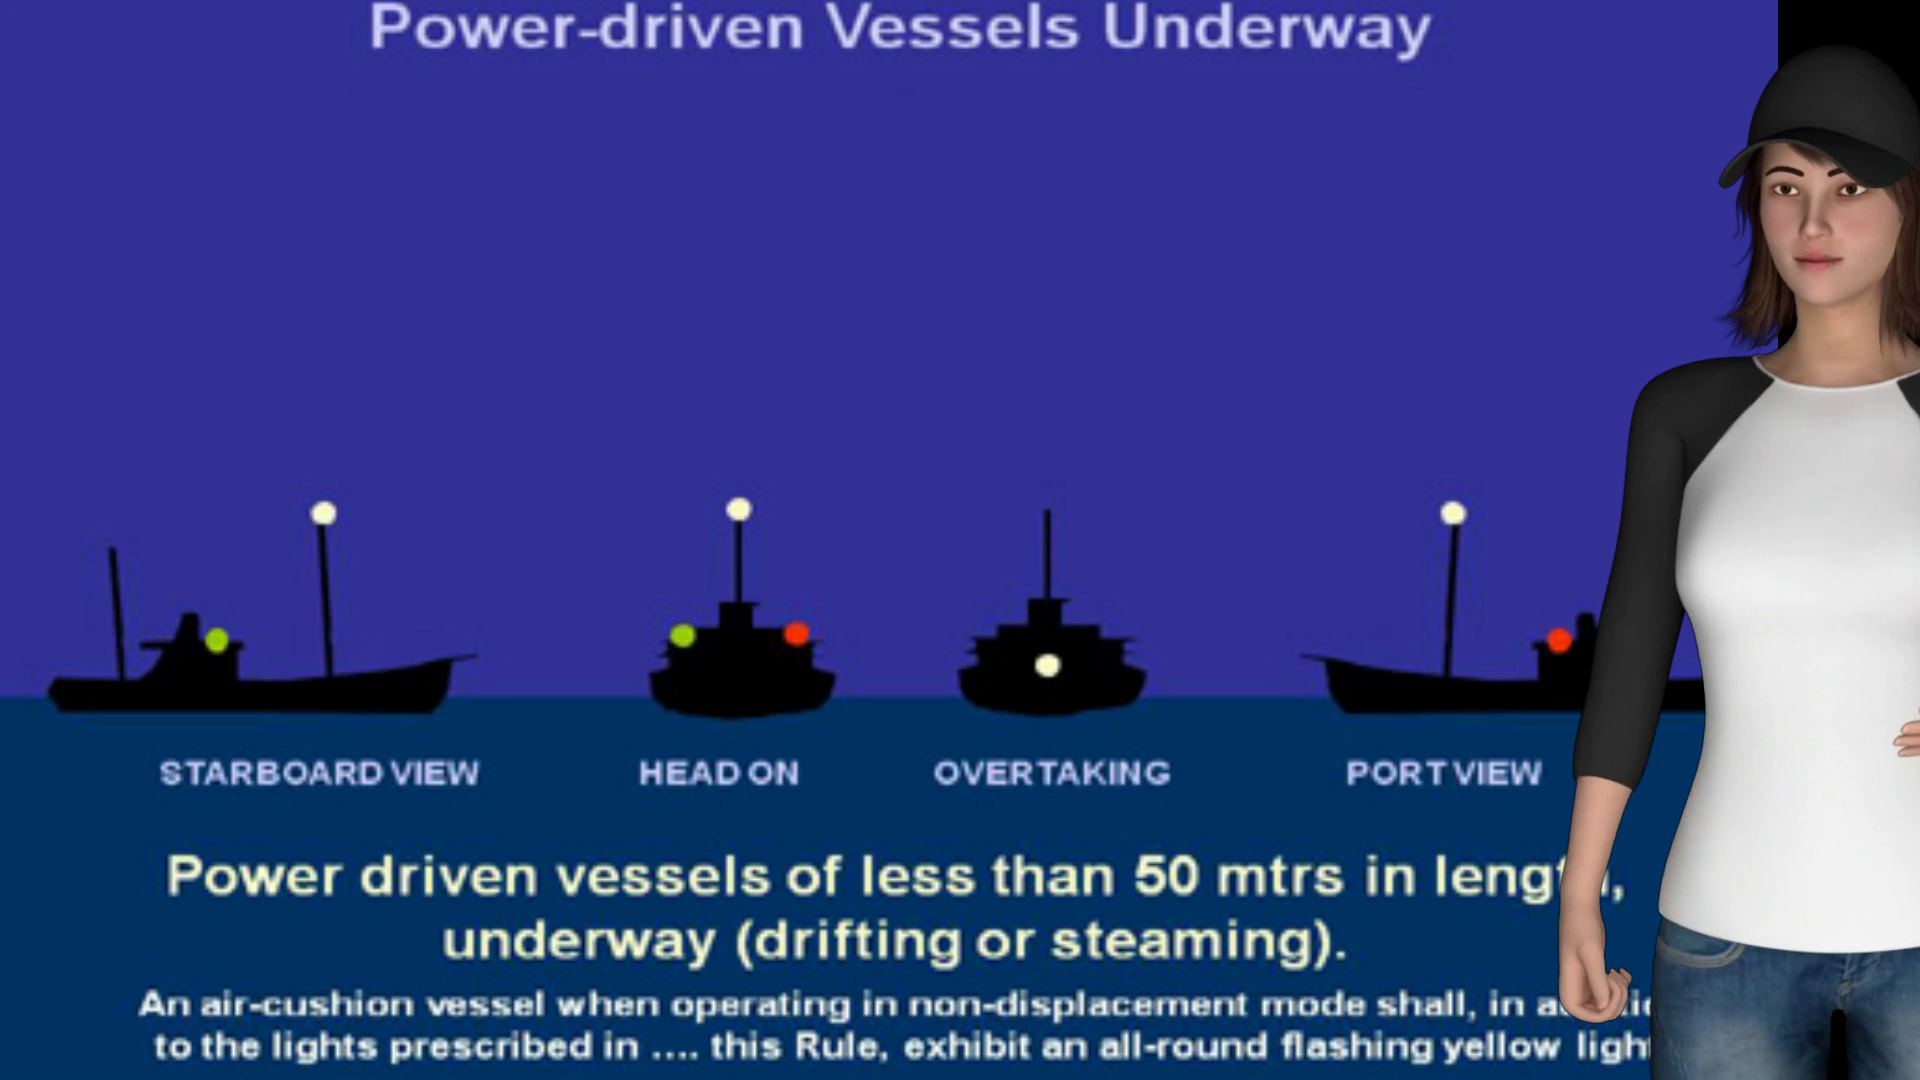 Power-driven Vessels Underway
STARBOARD VIEW
HEAD ON
OVERTAKING
PORT VIEW
Power driven vessels of less than 50 mtrs in length,
underway (drifting or steaming).
An air-cushion vessel when operating in non-displacement mode shall, in
to the lights prescribed in .... this Rule, exhibit an all-round flashing yellow light